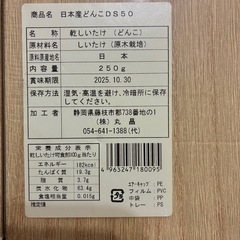 商品名 日本産どんこDS50
名称 乾しいたけ（どんこ）
原材料名 しいたけ（原木栽培）
原料原産地名 日本
内容量 250g
賞味期限 2025.10.30
保存方法 湿気・高温を避け、冷暗所に保存して下さい。
加工者 静岡県藤枝市郡738番地の1
（株）丸晶
054-641-1388(代)
栄養成分表示
乾しいたけ可食部100g当たり
エネルギー 182kcal
たんぱく質 19.3g
脂質 3.7g
炭水化物 63.4g
食塩相当量 0.015g
推定値
4963247180095
エアーキャップ：PE
フィルム：PVC
中袋：PP
トレー：PS